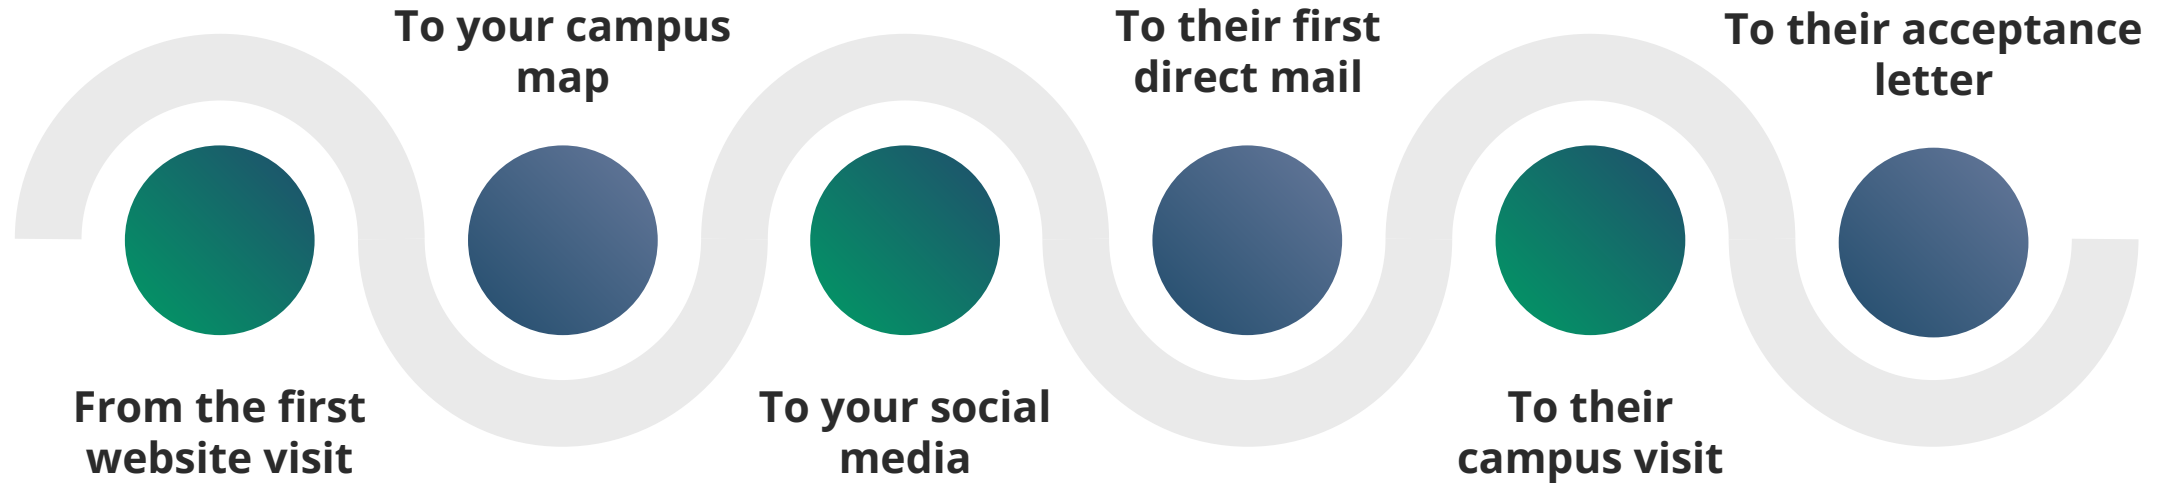 From the first
website visit
To your campus
map
To your social
media
To their first
direct mail
To their
campus visit
To their acceptance
letter